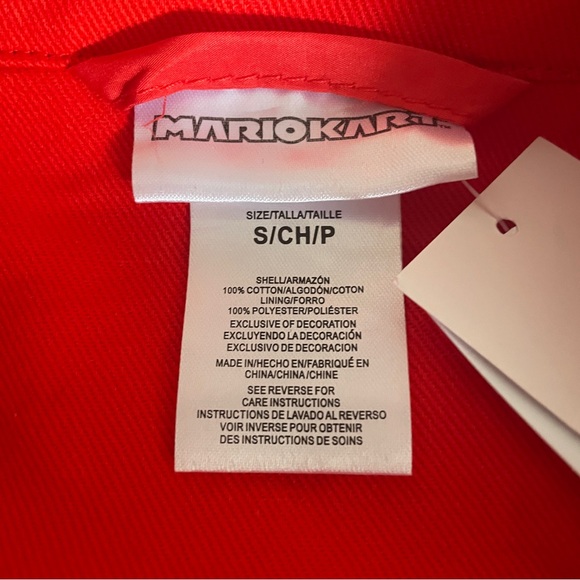 MARIOKART™
SIZE/TALLA/TAILLE
S/CH/P
SHELL/ARMAZÓN
100% COTTON/ALGODÓN/COTON
LINING/FORRO
100% POLYESTER/POLIÉSTER
EXCLUSIVE OF DECORATION
EXCLUYENDO LA DECORACIÓN
EXCLUSIVO DE DECORACION
MADE IN/HECHO EN/FABRIQUÉ EN
CHINA/CHINA/CHINE
SEE REVERSE FOR
CARE INSTRUCTIONS
INSTRUCTIONS DE LAVADO AL REVERSO
VOIR INVERSE POUR OBTENIR
DES INSTRUCTIONS DE SOINS